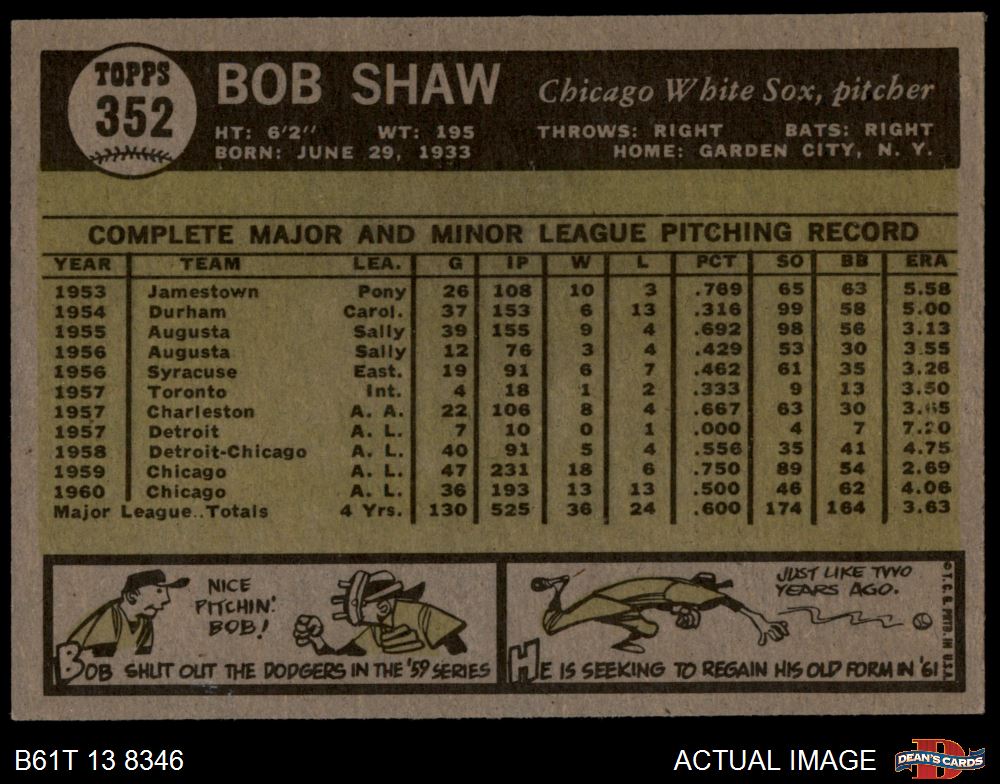 TOPPS
352
BOB SHAW
Chicago White Sox, pitcher
HT: 6'2'' WT: 195 THROWS: RIGHT BATS: RIGHT
BORN: JUNE 29, 1933 HOME: GARDEN CITY, N. Y.
COMPLETE MAJOR AND MINOR LEAGUE PITCHING RECORD
YEAR TEAM LEA. G IP W L PCT SO BB ERA
1953 Jamestown Pony 26 108 10 3 .769 65 63 5.58
1954 Durham Carol. 37 153 6 13 .316 99 58 5.00
1955 Augusta Sally 39 155 9 4 .692 98 56 3.13
1956 Augusta Sally 12 76 3 4 .429 53 30 3.55
1956 Syracuse East. 19 91 6 7 .462 61 35 3.26
1957 Toronto Int. 4 18 1 2 .333 9 13 3.50
1957 Charleston A. A. 22 106 8 4 .667 63 30
1957 Detroit A. L. 7 10 0 1 .000 4 7 7.20
1958 Detroit-Chicago A. L. 40 91 5 4 .556 35 41 4.75
1959 Chicago A. L. 47 231 18 6 .750 89 54 2.69
1960 Chicago A. L. 36 193 13 13 .500 46 62 4.06
Major League..Totals 4 Yrs. 130 525 36 24 .600 174 164 3.63
NICE
PITCHIN'
BOB!
BOB SHUT OUT THE DODGERS IN THE '59 SERIES
JUST LIKE TWO
YEARS AGO.
HE IS SEEKING TO REGAIN HIS OLD FORM IN '61
© T. C. G. PRTD. IN U.S.A.
B61T 13 8346
ACTUAL IMAGE
DEAN'S CARDS